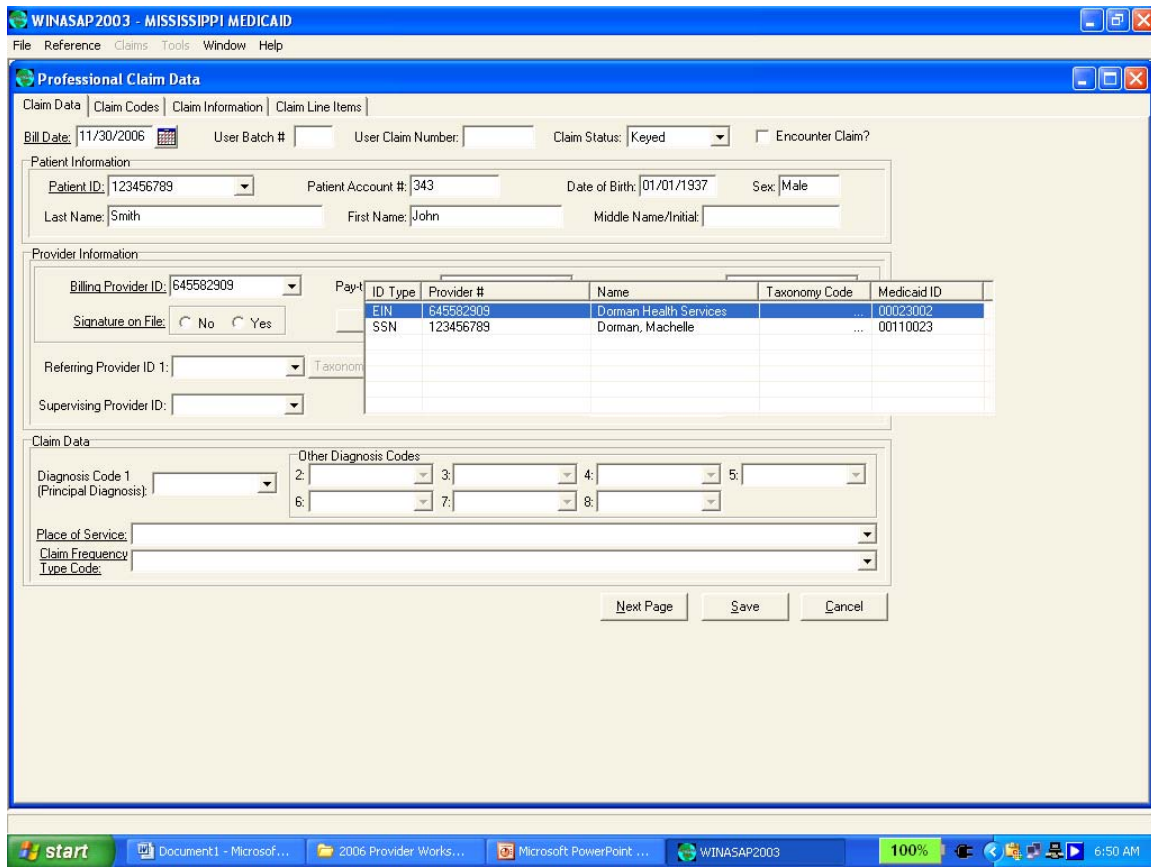 WINASAP2003 - MISSISSIPPI MEDICAID
File Reference Claims Tools Window Help
Professional Claim Data
Claim Data Claim Codes Claim Information Claim Line Items
Bill Date: 11/30/2006 User Batch # User Claim Number: Claim Status: Keyed Encounter Claim?
Patient Information
Patient ID: 123456789 Patient Account #: 343 Date of Birth: 01/01/1937 Sex: Male
Last Name: Smith First Name: John Middle Name/Initial:
Provider Information
Billing Provider ID: 645582909 Pay-t
ID Type Provider # Name Taxonomy Code Medicaid ID
EIN 645582909 Dorman Health Services ... 00023002
Signature on File: No Yes
SSN 123456789 Dorman, Machelle ... 00110023
Referring Provider ID 1: Taxonom
Supervising Provider ID:
Claim Data
Other Diagnosis Codes
Diagnosis Code 1 2: 3: 4: 5:
(Principal Diagnosis):
6: 7: 8:
Place of Service:
Claim Frequency
Type Code:
Next Page Save Cancel
start Document1 - Microsof... 2006 Provider Works... Microsoft PowerPoint ... WINASAP2003 100% 6:50 AM